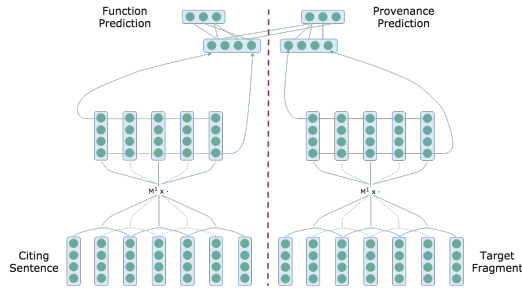 Function
Prediction
Provenance
Prediction
M¹ x ·
M¹ x ·
Citing
Sentence
Target
Fragment